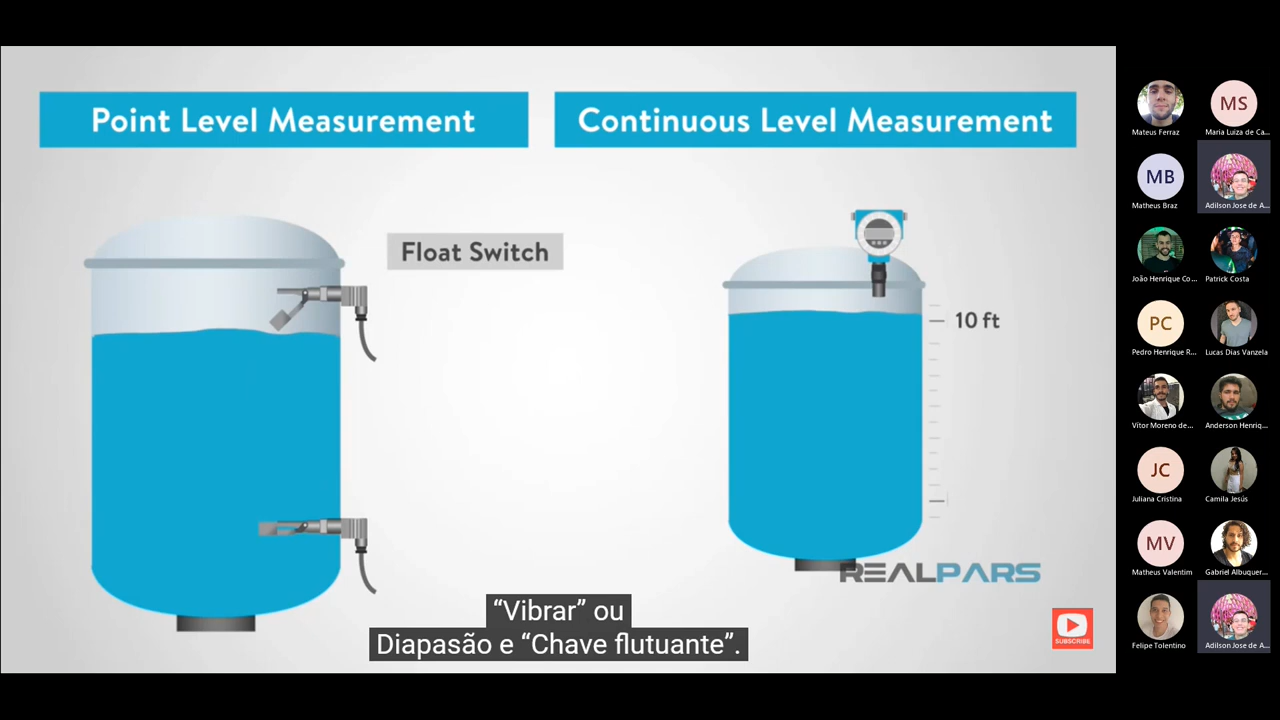 Point Level Measurement
Continuous Level Measurement
Float Switch
10 ft
REALPARS
SUBSCRIBE
“Vibrar” ou
Diapasão e “Chave flutuante”.
Mateus Ferraz
MS
Maria Luiza de Ca...
MB
Matheus Braz
Adilson Jose de A...
João Henrique Co...
Patrick Costa
PC
Pedro Henrique R...
Lucas Dias Vanzela
Vítor Moreno de...
Anderson Henriq...
JC
Juliana Cristina
Camila Jesús
MV
Matheus Valentim
Gabriel Albuquer...
Felipe Tolentino
Adilson Jose de A...